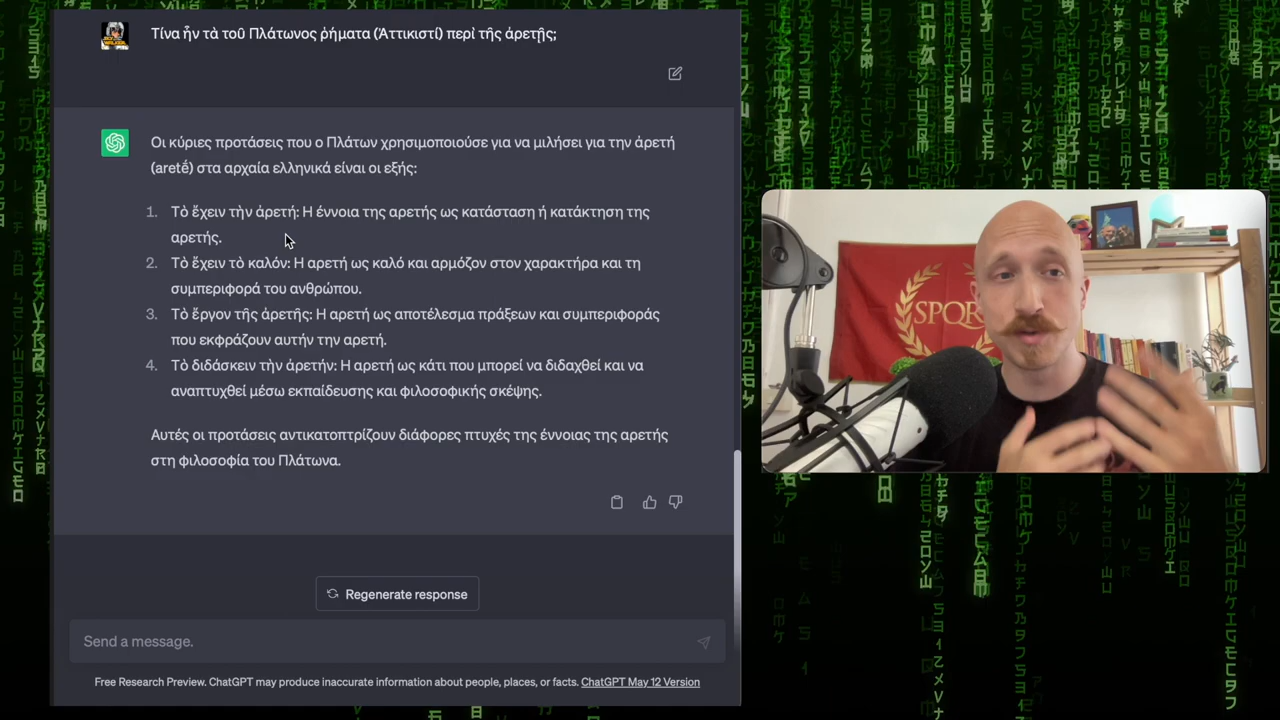 Τίνα ἦν τὰ τοῦ Πλάτωνος ῥήματα (Ἀττικιστί) περὶ τῆς ἀρετῆς;
Οι κύριες προτάσεις που ο Πλάτων χρησιμοποιούσε για να μιλήσει για την ἀρετή
(aretḗ) στα αρχαία ελληνικά είναι οι εξής:
1. Τὸ ἔχειν τὴν ἀρετή: Η έννοια της αρετής ως κατάσταση ή κατάκτηση της
αρετής.
2. Τὸ ἔχειν τὸ καλόν: Η αρετή ως καλό και αρμόζον στον χαρακτήρα και τη
συμπεριφορά του ανθρώπου.
3. Τὸ ἔργον τῆς ἀρετῆς: Η αρετή ως αποτέλεσμα πράξεων και συμπεριφοράς
που εκφράζουν αυτήν την αρετή.
4. Τὸ διδάσκειν τὴν ἀρετήν: Η αρετή ως κάτι που μπορεί να διδαχθεί και να
αναπτυχθεί μέσω εκπαίδευσης και φιλοσοφικής σκέψης.
Αυτές οι προτάσεις αντικατοπτρίζουν διάφορες πτυχές της έννοιας της αρετής
στη φιλοσοφία του Πλάτωνα.
SPQR
Regenerate response
Send a message.
Free Research Preview. ChatGPT may produce inaccurate information about people, places, or facts. ChatGPT May 12 Version